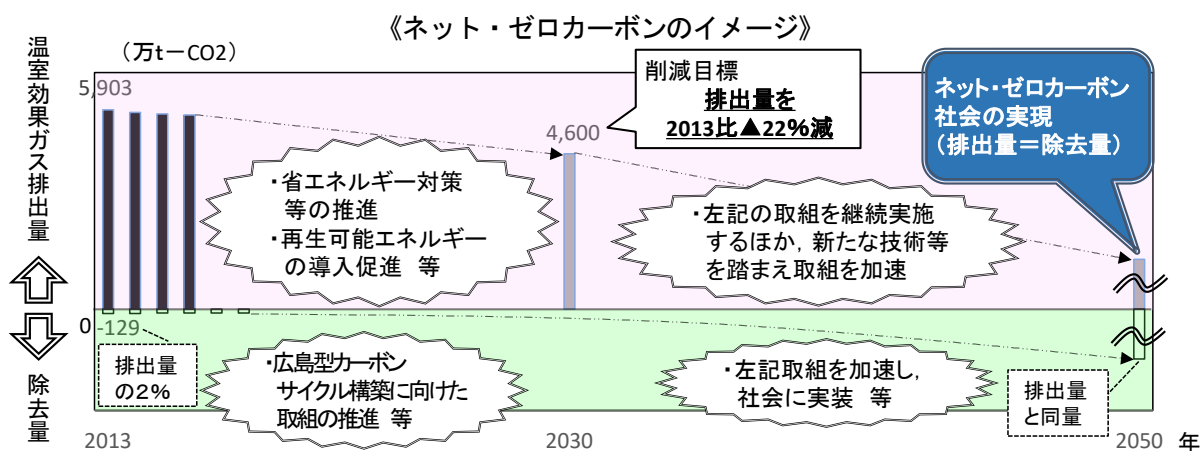 《ネット・ゼロカーボンのイメージ》
（万t－CO2）
温室効果ガス排出量
5,903
削減目標
排出量を
2013比▲22％減
ネット・ゼロカーボン
社会の実現
（排出量＝除去量）
4,600
・省エネルギー対策
等の推進
・再生可能エネルギー
の導入促進 等
・左記の取組を継続実施
するほか，新たな技術等
を踏まえ取組を加速
0
-129
除去量
排出量
の2％
・広島型カーボン
サイクル構築に向けた
取組の推進 等
・左記取組を加速し，
社会に実装 等
排出量
と同量
2013
2030
2050
年